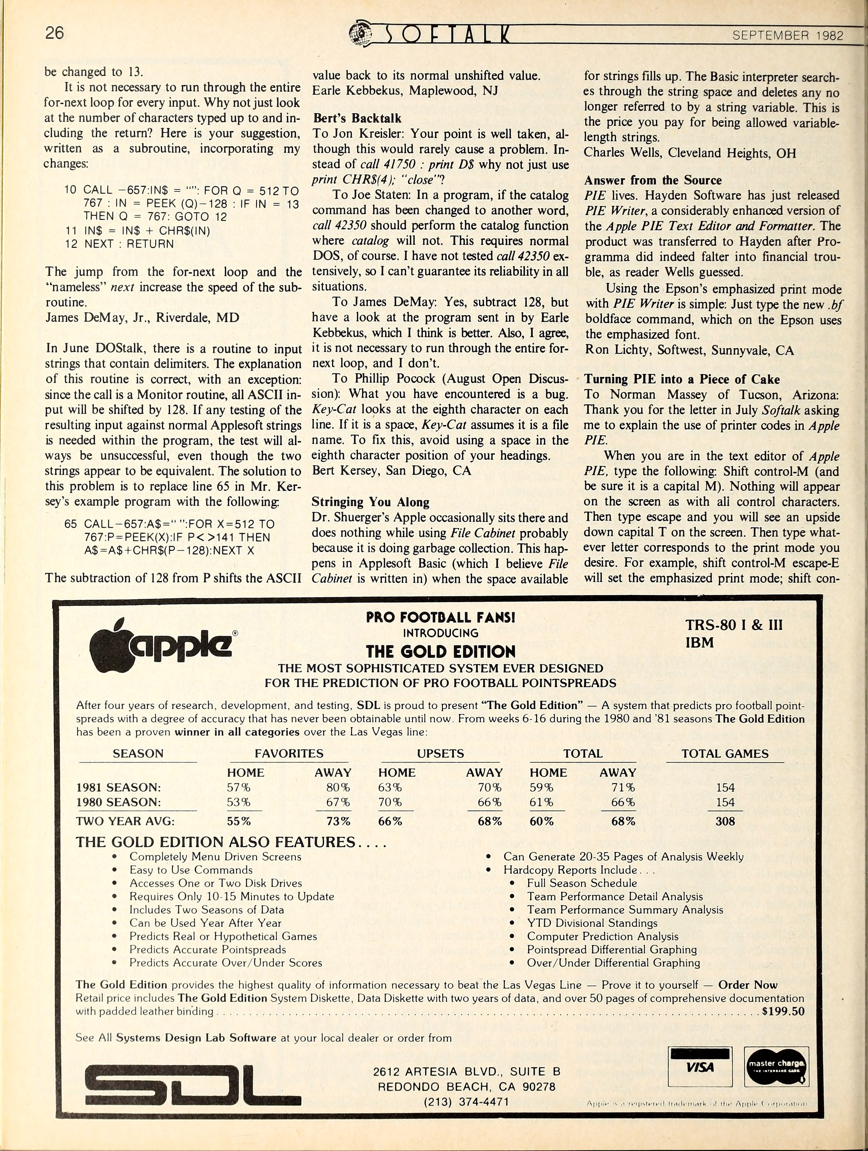 26
SOFTALK
SEPTEMBER 1982
be changed to 13.
It is not necessary to run through the entire
for-next loop for every input. Why not just look
at the number of characters typed up to and in-
cluding the return? Here is your suggestion,
written as a subroutine, incorporating my
changes:
10 CALL -657:IN$ = "": FOR Q = 512 TO
767 : IN = PEEK (Q)-128 : IF IN = 13
THEN Q = 767: GOTO 12
11 IN$ = IN$ + CHR$(IN)
12 NEXT : RETURN
The jump from the for-next loop and the
"nameless" next increase the speed of the sub-
routine.
James DeMay, Jr., Riverdale, MD
In June DOStalk, there is a routine to input
strings that contain delimiters. The explanation
of this routine is correct, with an exception:
since the call is a Monitor routine, all ASCII in-
put will be shifted by 128. If any testing of the
resulting input against normal Applesoft strings
is needed within the program, the test will al-
ways be unsuccessful, even though the two
strings appear to be equivalent. The solution to
this problem is to replace line 65 in Mr. Ker-
sey's example program with the following:
65 CALL-657:A$=" ":FOR X=512 TO
767:P=PEEK(X):IF P< >141 THEN
A$=A$+CHR$(P-128):NEXT X
The subtraction of 128 from P shifts the ASCII
value back to its normal unshifted value.
Earle Kebbekus, Maplewood, NJ
Bert's Backtalk
To Jon Kreisler: Your point is well taken, al-
though this would rarely cause a problem. In-
stead of call 41750 : print D$ why not just use
print CHR$(4); "close"?
To Joe Staten: In a program, if the catalog
command has been changed to another word,
call 42350 should perform the catalog function
where catalog will not. This requires normal
DOS, of course. I have not tested call 42350 ex-
tensively, so I can't guarantee its reliability in all
situations.
To James DeMay: Yes, subtract 128, but
have a look at the program sent in by Earle
Kebbekus, which I think is better. Also, I agree,
it is not necessary to run through the entire for-
next loop, and I don't.
To Phillip Pocock (August Open Discus-
sion): What you have encountered is a bug.
Key-Cat looks at the eighth character on each
line. If it is a space, Key-Cat assumes it is a file
name. To fix this, avoid using a space in the
eighth character position of your headings.
Bert Kersey, San Diego, CA
Stringing You Along
Dr. Shuerger's Apple occasionally sits there and
does nothing while using File Cabinet probably
because it is doing garbage collection. This hap-
pens in Applesoft Basic (which I believe File
Cabinet is written in) when the space available
for strings fills up. The Basic interpreter search-
es through the string space and deletes any no
longer referred to by a string variable. This is
the price you pay for being allowed variable-
length strings.
Charles Wells, Cleveland Heights, OH
Answer from the Source
PIE lives. Hayden Software has just released
PIE Writer, a considerably enhanced version of
the Apple PIE Text Editor and Formatter. The
product was transferred to Hayden after Pro-
gramma did indeed falter into financial trou-
ble, as reader Wells guessed.
Using the Epson's emphasized print mode
with PIE Writer is simple: Just type the new .bf
boldface command, which on the Epson uses
the emphasized font.
Ron Lichty, Softwest, Sunnyvale, CA
Turning PIE into a Piece of Cake
To Norman Massey of Tucson, Arizona:
Thank you for the letter in July Softalk asking
me to explain the use of printer codes in Apple
PIE.
When you are in the text editor of Apple
PIE, type the following: Shift control-M (and
be sure it is a capital M). Nothing will appear
on the screen as with all control characters.
Then type escape and you will see an upside
down capital T on the screen. Then type what-
ever letter corresponds to the print mode you
desire. For example, shift control-M escape-E
will set the emphasized print mode; shift con-
apple®
PRO FOOTBALL FANS!
INTRODUCING
THE GOLD EDITION
TRS-80 I & III
IBM
THE MOST SOPHISTICATED SYSTEM EVER DESIGNED
FOR THE PREDICTION OF PRO FOOTBALL POINTSPREADS
After four years of research, development, and testing, SDL is proud to present "The Gold Edition" — A system that predicts pro football point-
spreads with a degree of accuracy that has never been obtainable until now. From weeks 6-16 during the 1980 and '81 seasons The Gold Edition
has been a proven winner in all categories over the Las Vegas line:
SEASON FAVORITES UPSETS TOTAL TOTAL GAMES
HOME AWAY HOME AWAY HOME AWAY
1981 SEASON: 57% 80% 63% 70% 59% 71% 154
1980 SEASON: 53% 67% 70% 66% 61% 66% 154
TWO YEAR AVG: 55% 73% 66% 68% 60% 68% 308
THE GOLD EDITION ALSO FEATURES....
• Completely Menu Driven Screens
• Easy to Use Commands
• Accesses One or Two Disk Drives
• Requires Only 10-15 Minutes to Update
• Includes Two Seasons of Data
• Can be Used Year After Year
• Predicts Real or Hypothetical Games
• Predicts Accurate Pointspreads
• Predicts Accurate Over/Under Scores
• Can Generate 20-35 Pages of Analysis Weekly
• Hardcopy Reports Include...
• Full Season Schedule
• Team Performance Detail Analysis
• Team Performance Summary Analysis
• YTD Divisional Standings
• Computer Prediction Analysis
• Pointspread Differential Graphing
• Over/Under Differential Graphing
The Gold Edition provides the highest quality of information necessary to beat the Las Vegas Line — Prove it to yourself — Order Now
Retail price includes The Gold Edition System Diskette, Data Diskette with two years of data, and over 50 pages of comprehensive documentation
with padded leather binding . . . . . . . . . . $199.50
See All Systems Design Lab Software at your local dealer or order from
SDL
2612 ARTESIA BLVD., SUITE B
REDONDO BEACH, CA 90278
(213) 374-4471
VISA
master charge
THE INTERBANK CARD
Apple is a registered trademark of the Apple Corporation